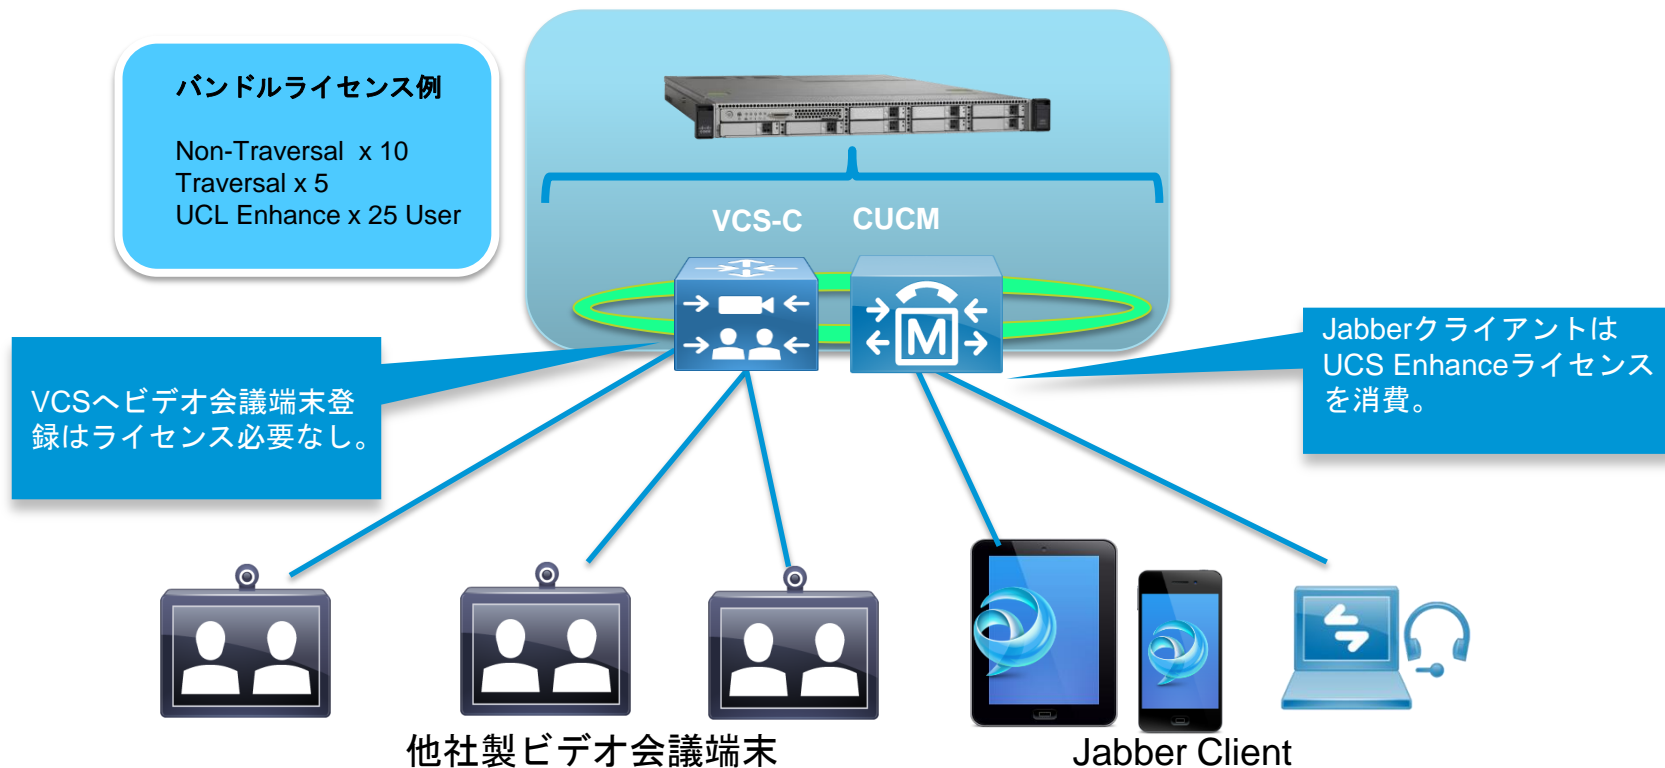 バンドルライセンス例
Non-Traversal x 10
Traversal x 5
UCL Enhance x 25 User
VCS-C
CUCM
M
VCSへビデオ会議端末登
録はライセンス必要なし。
Jabberクライアントは
UCS Enhanceライセンス
を消費。
他社製ビデオ会議端末
Jabber Client